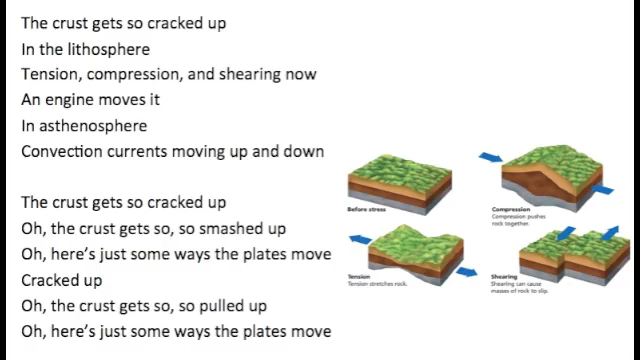 The crust gets so cracked up
In the lithosphere
Tension, compression, and shearing now
An engine moves it
In asthenosphere
Convection currents moving up and down
The crust gets so cracked up
Oh, the crust gets so, so smashed up
Oh, here's just some ways the plates move
Cracked up
Oh, the crust gets so, so pulled up
Oh, here's just some ways the plates move
Before stress
Compression
Compression pushes
rock together.
Tension
Tension stretches rock.
Shearing
Shearing can cause
masses of rock to slip.